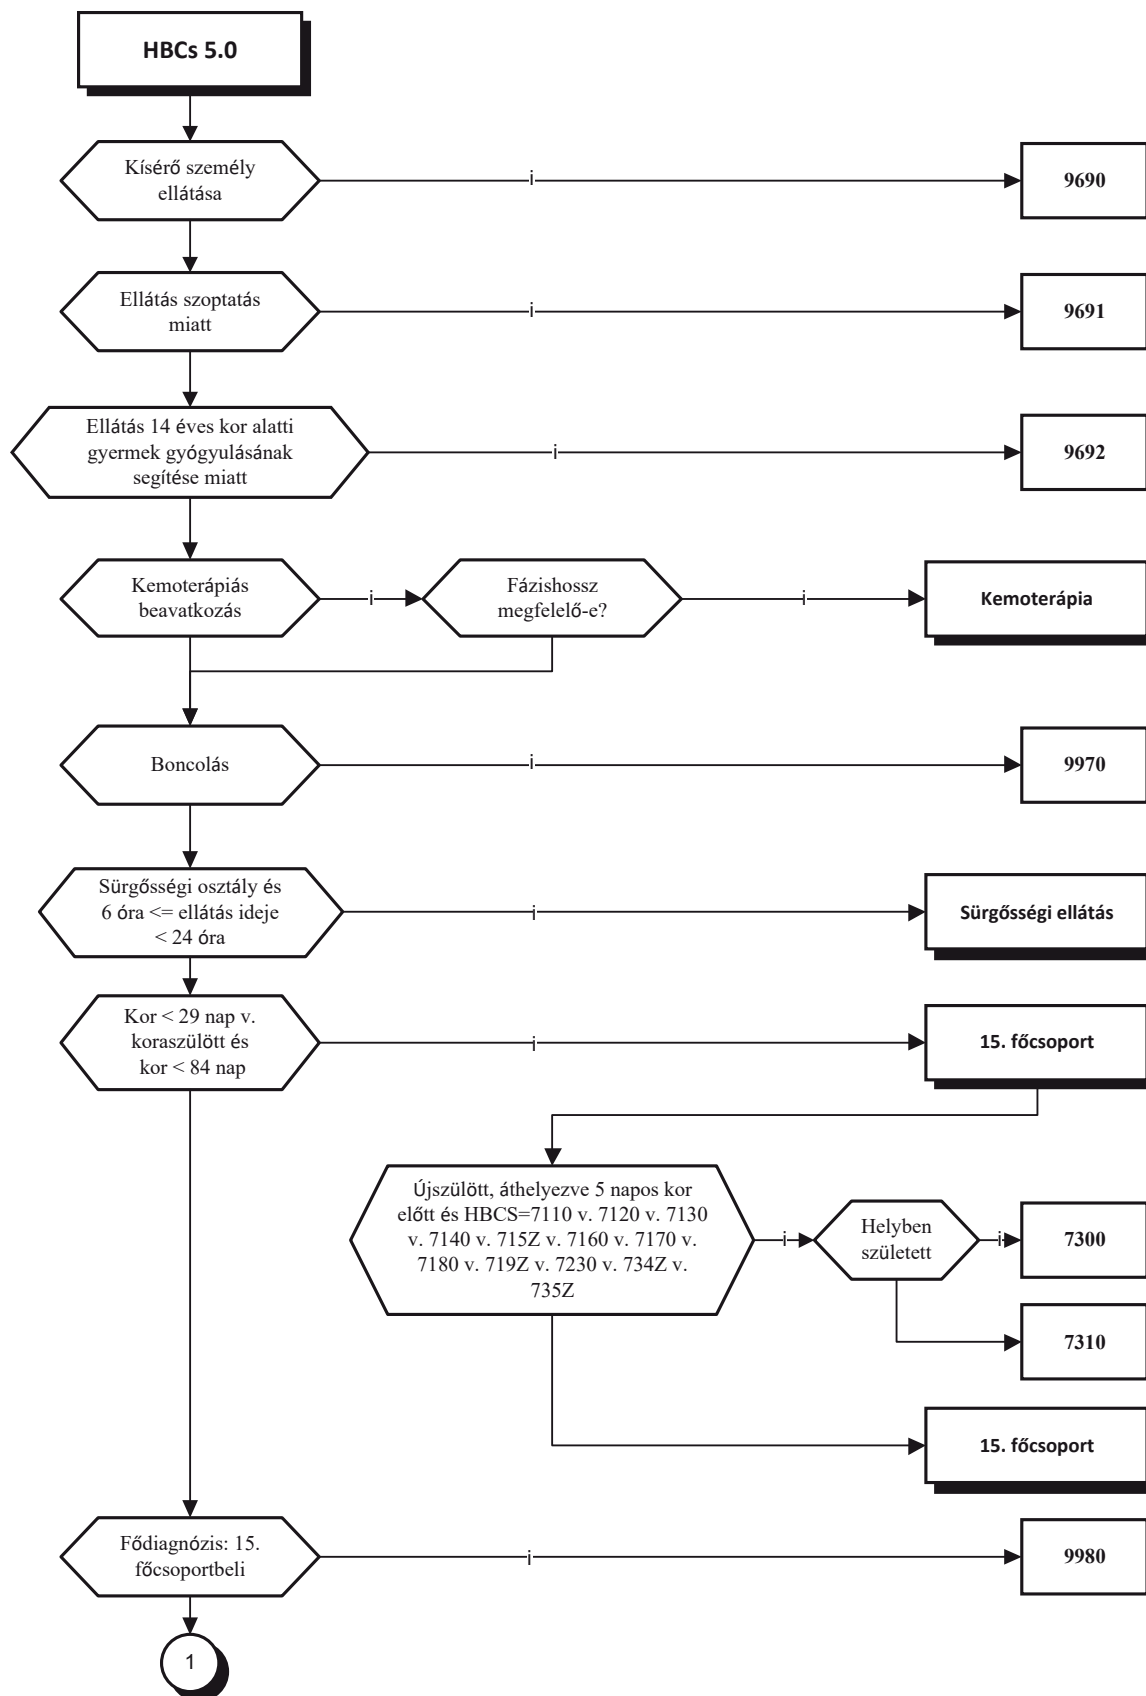 HBCs 5.0
Kísérő személy
ellátása
i
9690
Ellátás szoptatás
miatt
i
9691
Ellátás 14 éves kor alatti
gyermek gyógyulásának
segítése miatt
i
9692
Kemoterápiás
beavatkozás
i
Fázishossz
megfelelő-e?
i
Kemoterápia
Boncolás
i
9970
Sürgősségi osztály és
6 óra <= ellátás ideje
< 24 óra
i
Sürgősségi ellátás
Kor < 29 nap v.
koraszülött és
kor < 84 nap
i
15. főcsoport
Újszülött, áthelyezve 5 napos kor
előtt és HBCS=7110 v. 7120 v. 7130
v. 7140 v. 715Z v. 7160 v. 7170 v.
7180 v. 719Z v. 7230 v. 734Z v.
735Z
i
Helyben
született
i
7300
7310
15. főcsoport
Fődiagnózis: 15.
főcsoportbeli
i
9980
1